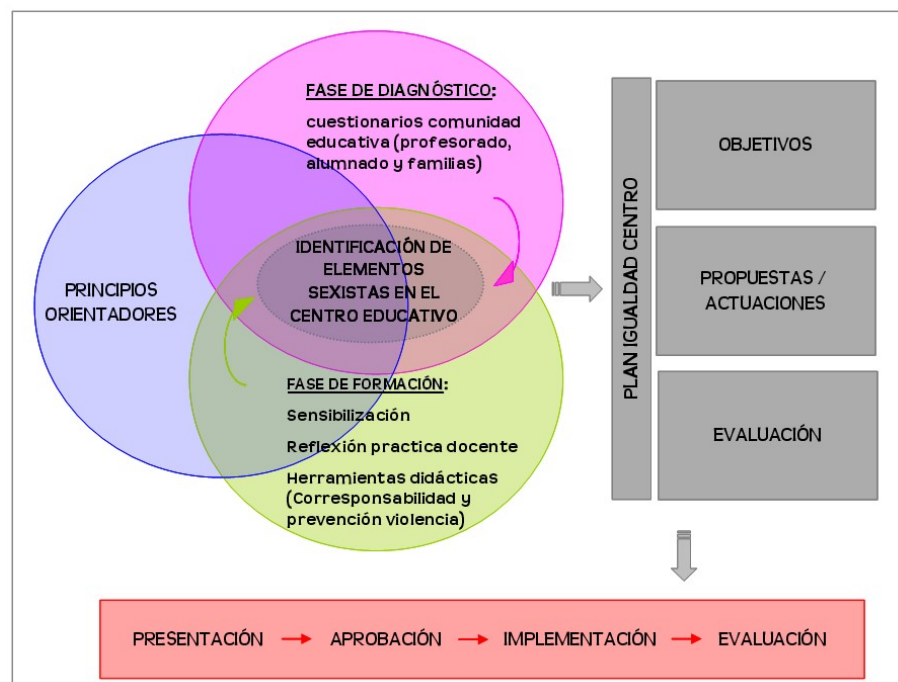 FASE DE DIAGNÓSTICO:
cuestionarios comunidad
educativa (profesorado,
alumnado y familias)
IDENTIFICACIÓN DE
ELEMENTOS
SEXISTAS EN EL
CENTRO EDUCATIVO
PRINCIPIOS
ORIENTADORES
FASE DE FORMACIÓN:
Sensibilización
Reflexión practica docente
Herramientas didácticas
(Corresponsabilidad y
prevención violencia)
PLAN IGUALDAD CENTRO
OBJETIVOS
PROPUESTAS /
ACTUACIONES
EVALUACIÓN
PRESENTACIÓN → APROBACIÓN → IMPLEMENTACIÓN → EVALUACIÓN